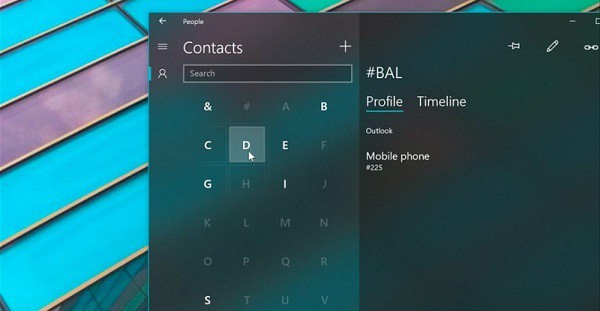 People
Contacts
Search
#BAL
Profile Timeline
Outlook
Mobile phone
#225
& # A B
C D E F
G H I J
K L M N
O P Q R
S T U V